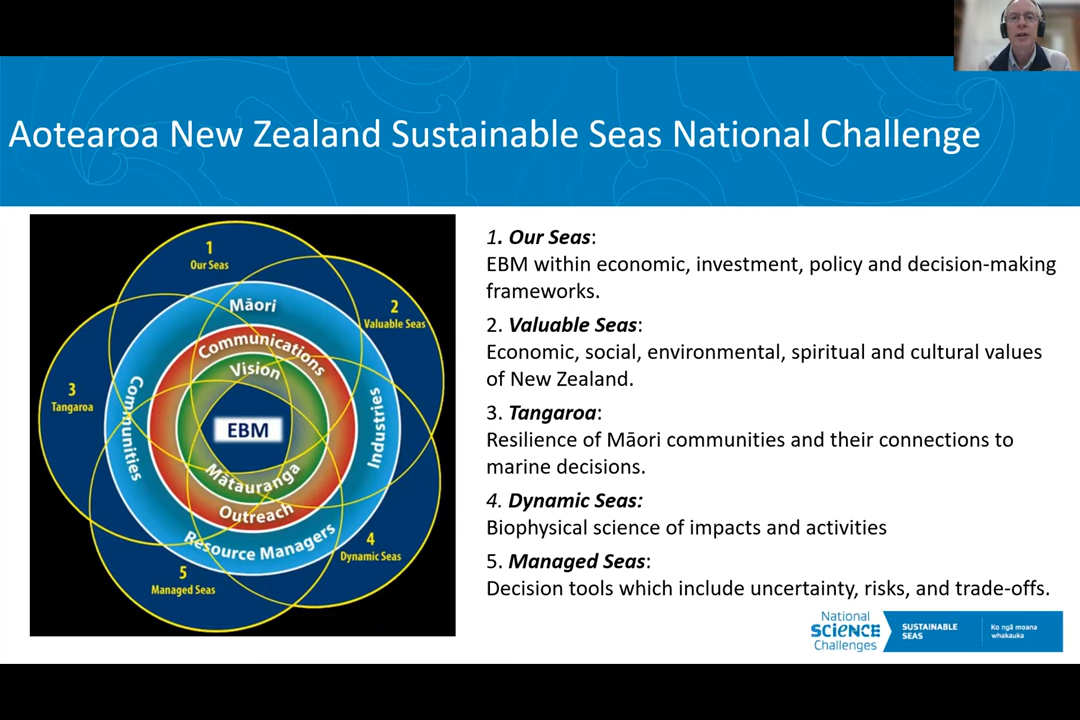 Aotearoa New Zealand Sustainable Seas National Challenge
1
Our Seas
2
Valuable Seas
3
Tangaroa
4
Dynamic Seas
5
Managed Seas
Māori
Communities
Industries
Resource Managers
Communications
Outreach
Vision
Mātauranga
EBM
1. Our Seas:
EBM within economic, investment, policy and decision-making
frameworks.
2. Valuable Seas:
Economic, social, environmental, spiritual and cultural values
of New Zealand.
3. Tangaroa:
Resilience of Māori communities and their connections to
marine decisions.
4. Dynamic Seas:
Biophysical science of impacts and activities
5. Managed Seas:
Decision tools which include uncertainty, risks, and trade-offs.
National
SCIENCE
Challenges
SUSTAINABLE
SEAS
Ko ngā moana
whakauka